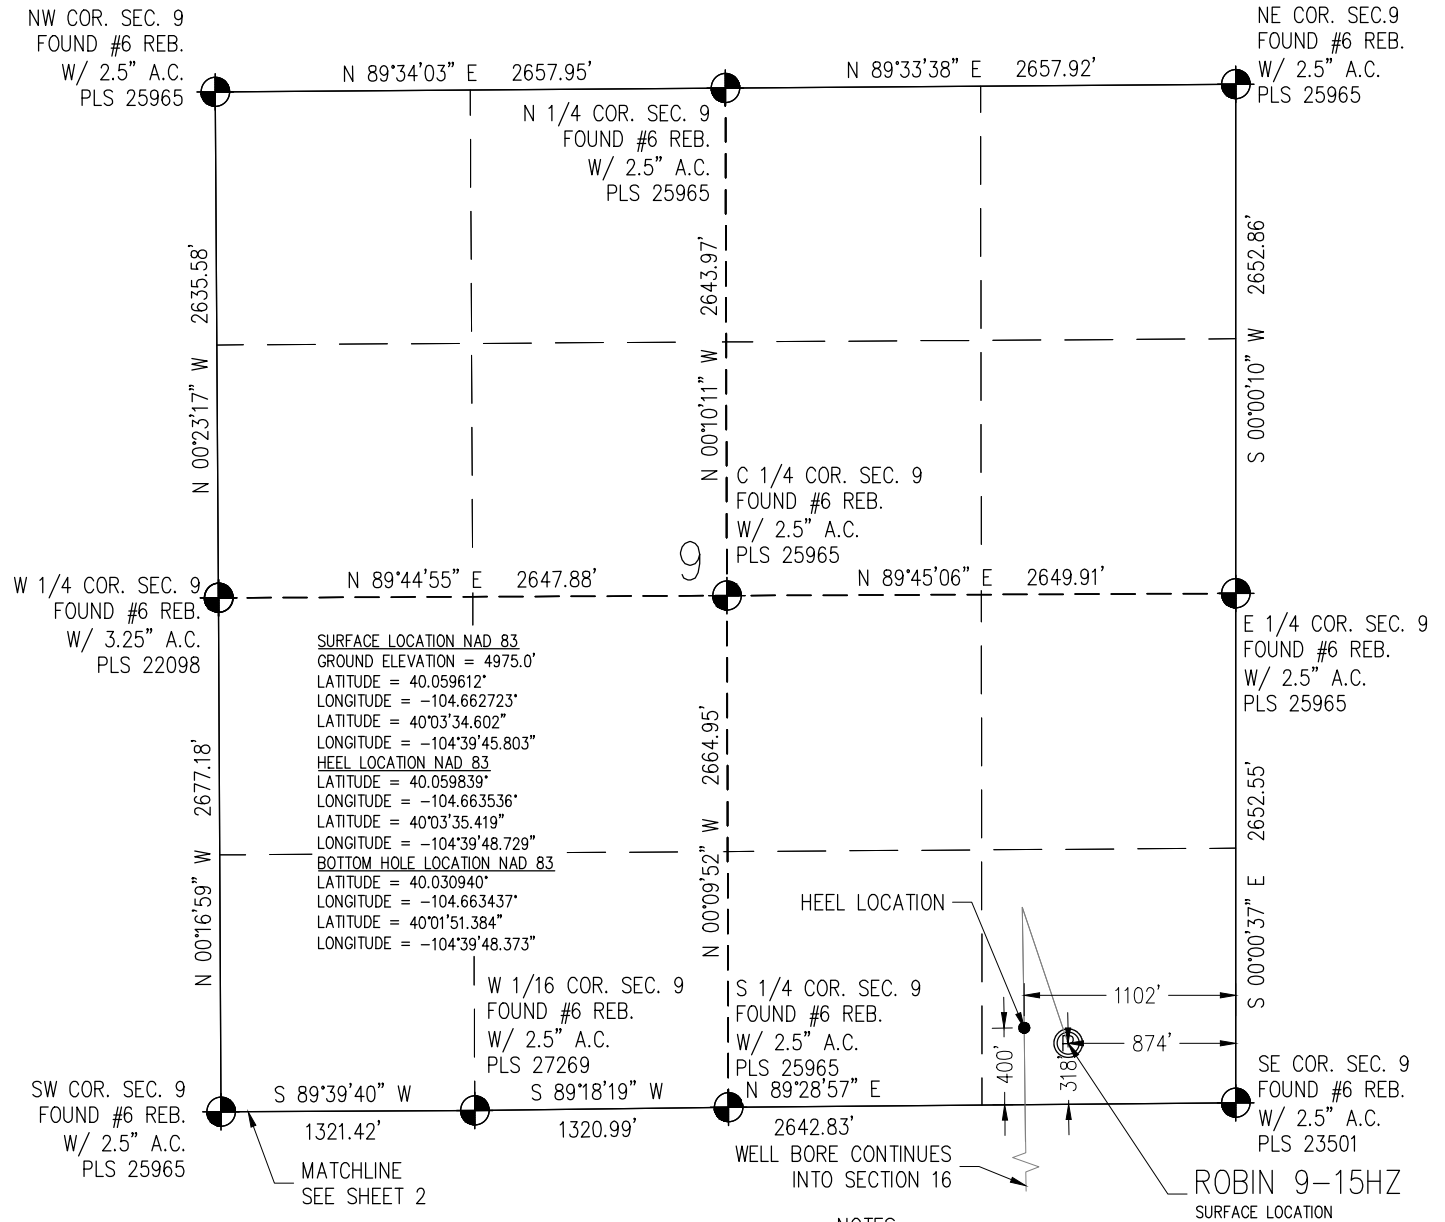 NW COR. SEC. 9
FOUND #6 REB.
W/ 2.5" A.C.
PLS 25965
N 89°34'03" E 2657.95'
N 89°33'38" E 2657.92'
NE COR. SEC.9
FOUND #6 REB.
W/ 2.5" A.C.
PLS 25965
N 1/4 COR. SEC. 9
FOUND #6 REB.
W/ 2.5" A.C.
PLS 25965
N 00°23'17" W 2635.58'
N 00°10'11" W 2643.97'
S 00°00'10" W 2652.86'
C 1/4 COR. SEC. 9
FOUND #6 REB.
W/ 2.5" A.C.
PLS 25965
9
W 1/4 COR. SEC. 9
FOUND #6 REB.
W/ 3.25" A.C.
PLS 22098
N 89°44'55" E 2647.88'
N 89°45'06" E 2649.91'
E 1/4 COR. SEC. 9
FOUND #6 REB.
W/ 2.5" A.C.
PLS 25965
SURFACE LOCATION NAD 83
GROUND ELEVATION = 4975.0'
LATITUDE = 40.059612°
LONGITUDE = -104.662723°
LATITUDE = 40°03'34.602"
LONGITUDE = -104°39'45.803"
HEEL LOCATION NAD 83
LATITUDE = 40.059839°
LONGITUDE = -104.663536°
LATITUDE = 40°03'35.419"
LONGITUDE = -104°39'48.729"
BOTTOM HOLE LOCATION NAD 83
LATITUDE = 40.030940°
LONGITUDE = -104.663437°
LATITUDE = 40°01'51.384"
LONGITUDE = -104°39'48.373"
N 00°16'59" W 2677.18'
N 00°09'52" W 2664.95'
S 00°00'37" E 2652.55'
HEEL LOCATION
1102'
874'
400'
318'
W 1/16 COR. SEC. 9
FOUND #6 REB.
W/ 2.5" A.C.
PLS 27269
S 1/4 COR. SEC. 9
FOUND #6 REB.
W/ 2.5" A.C.
PLS 25965
SW COR. SEC. 9
FOUND #6 REB.
W/ 2.5" A.C.
PLS 25965
S 89°39'40" W
1321.42'
S 89°18'19" W
1320.99'
N 89°28'57" E
2642.83'
SE COR. SEC. 9
FOUND #6 REB.
W/ 2.5" A.C.
PLS 23501
MATCHLINE
SEE SHEET 2
WELL BORE CONTINUES
INTO SECTION 16
ROBIN 9-15HZ
SURFACE LOCATION
NOTES